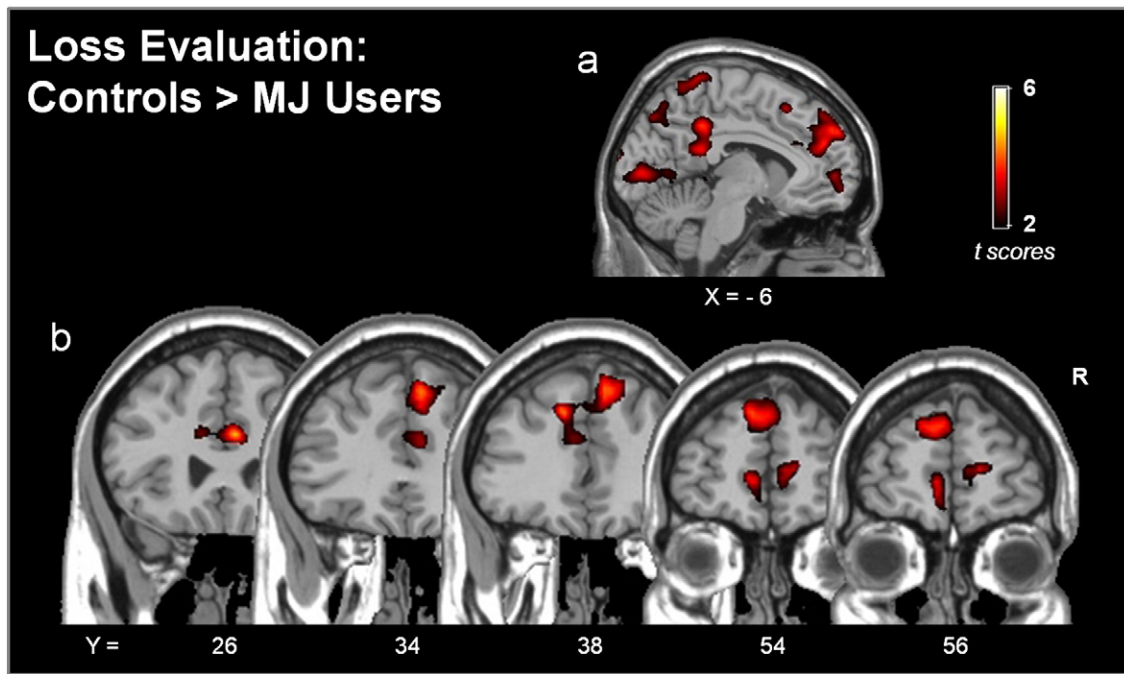 Loss Evaluation:
Controls > MJ Users
a
6
2
t scores
X = - 6
b
R
Y = 26 34 38 54 56